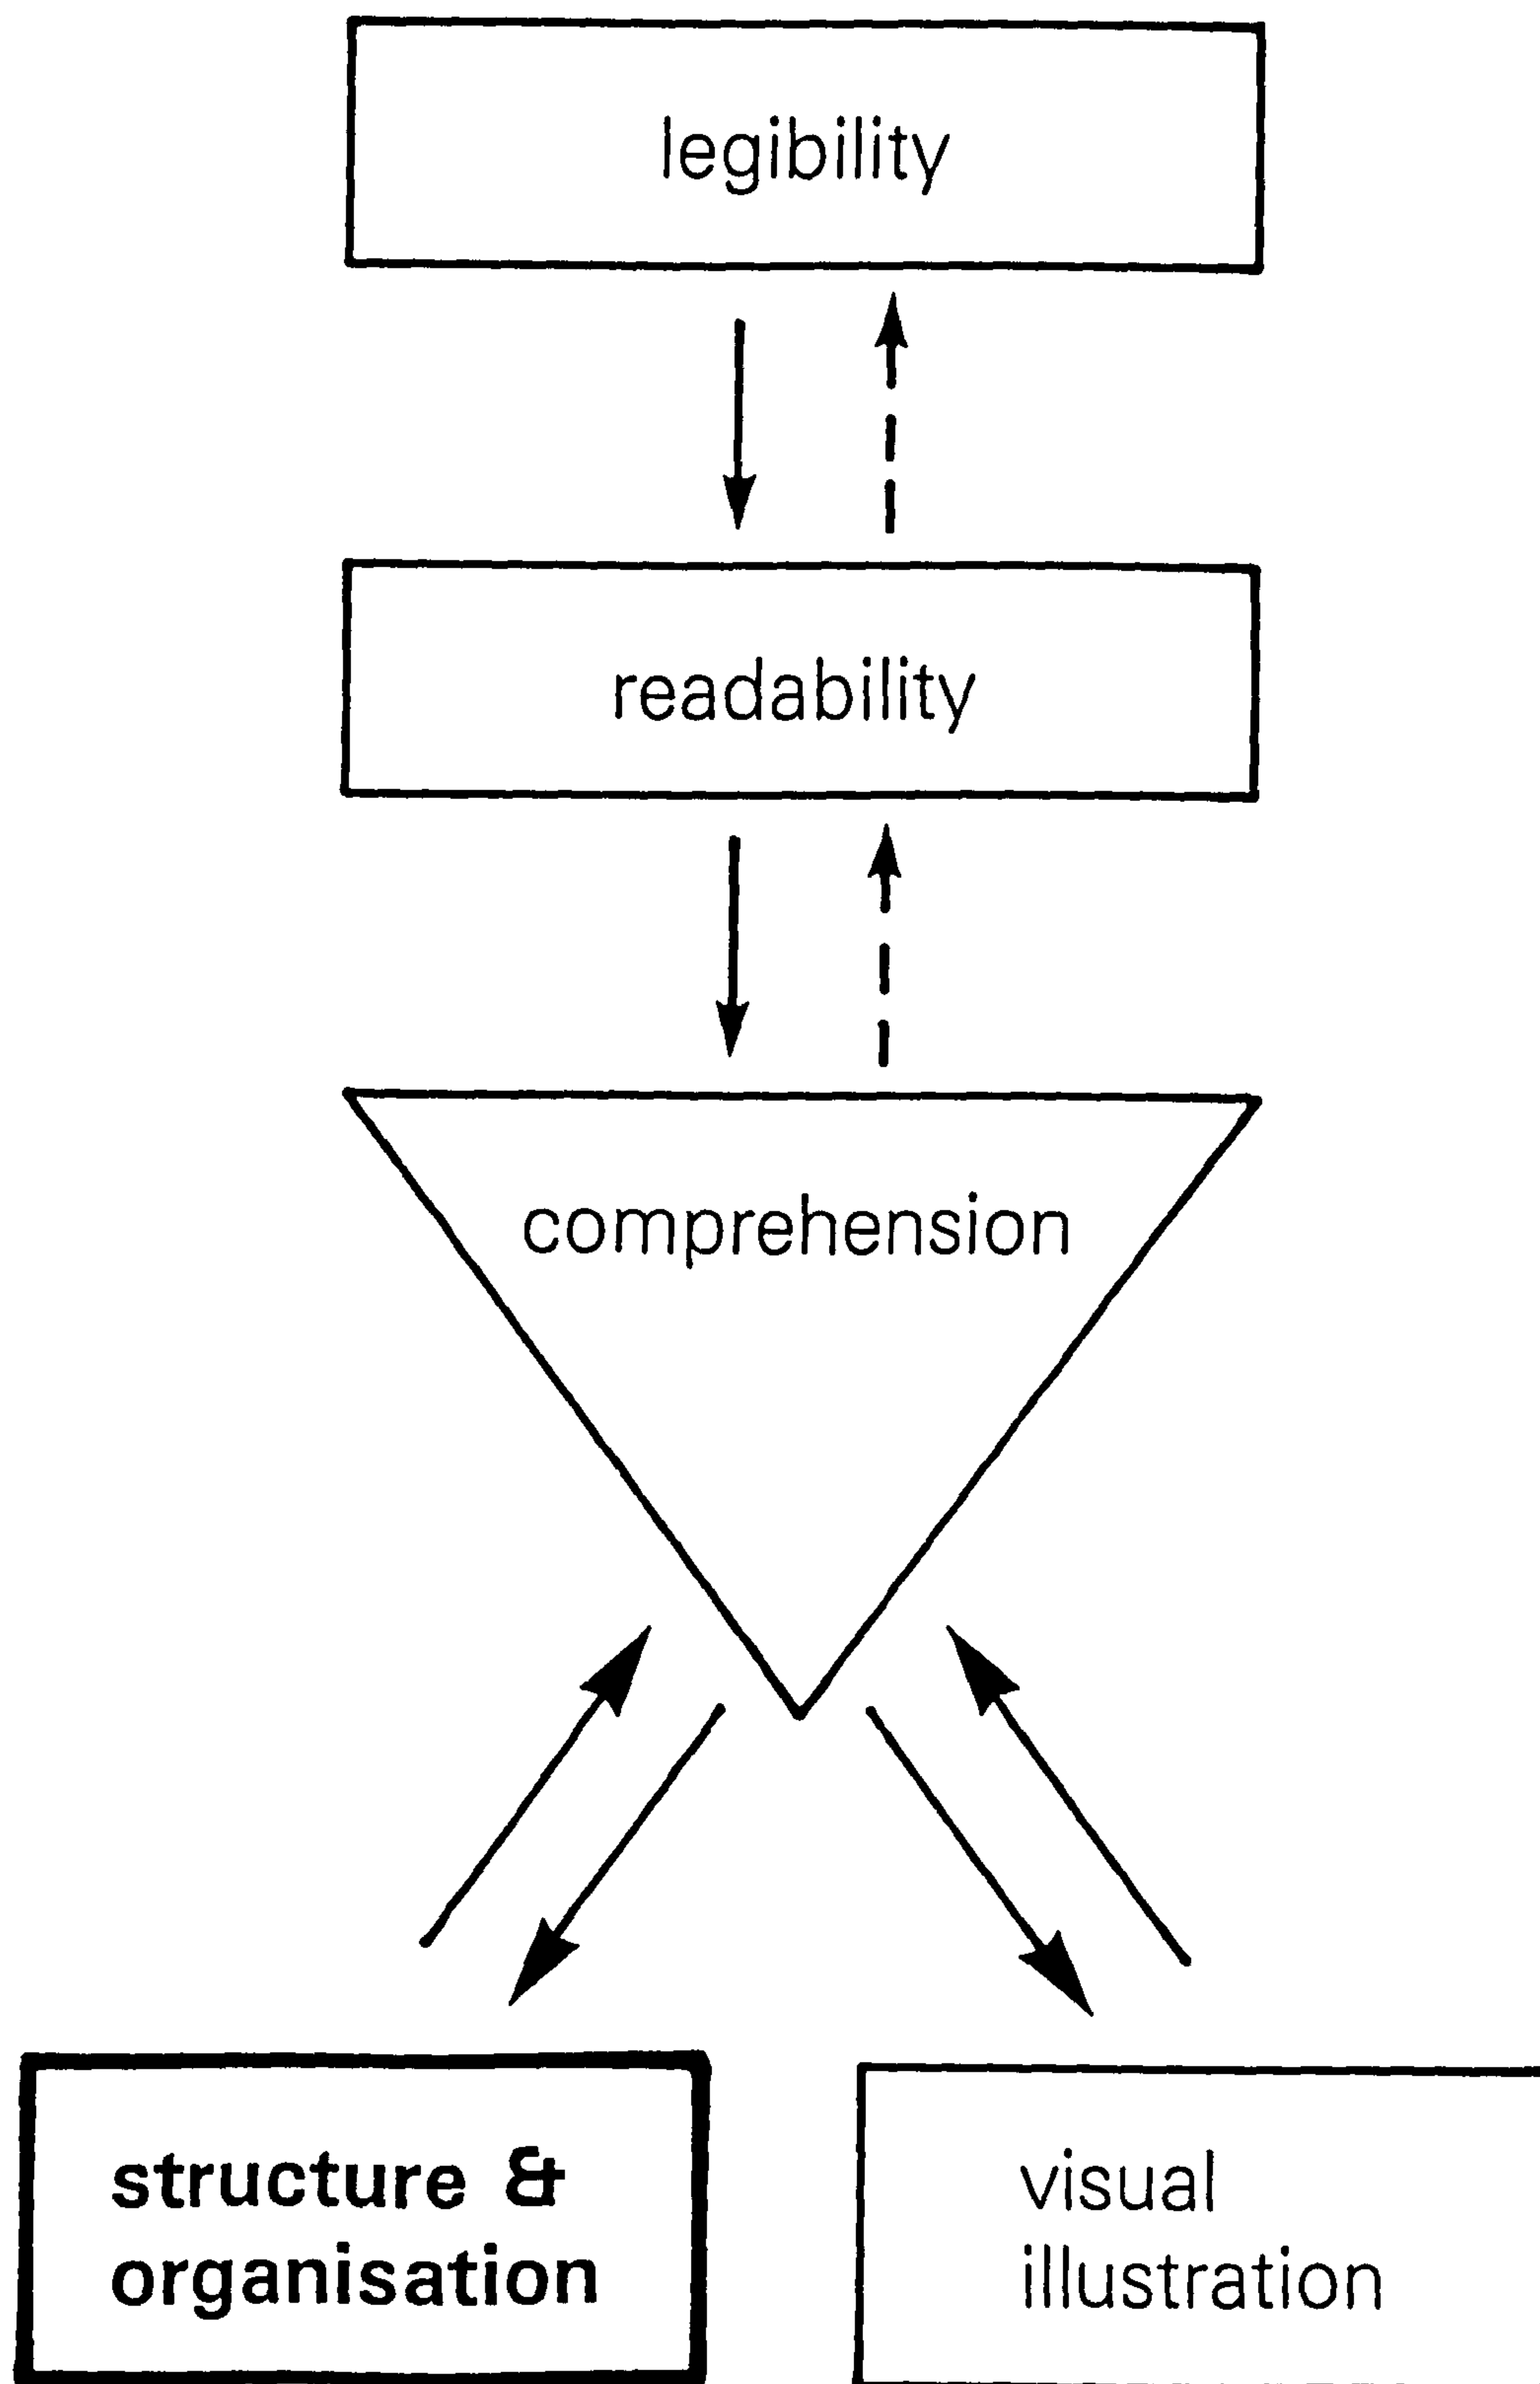 legibility
readability
comprehension
structure &
organisation
visual
illustration